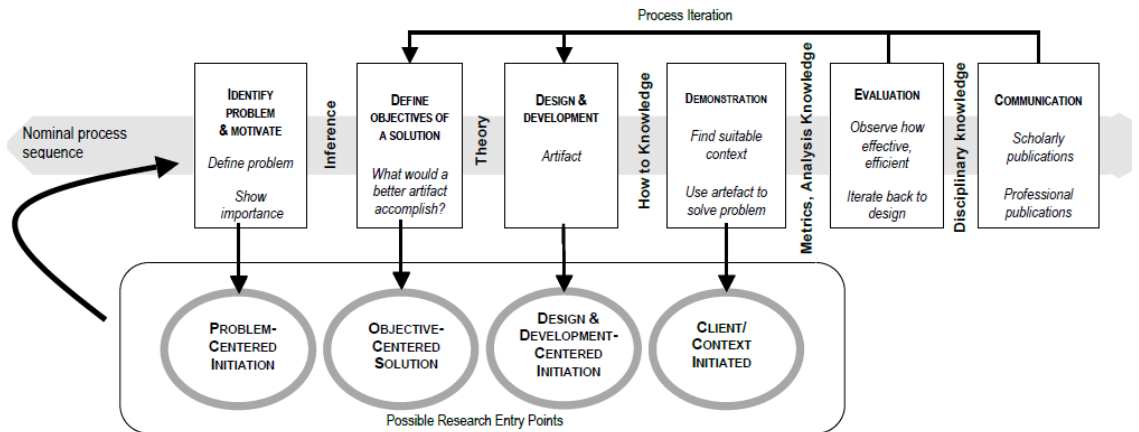 Process Iteration
Nominal process
sequence
IDENTIFY
PROBLEM
& MOTIVATE
Define problem
Show
importance
Inference
DEFINE
OBJECTIVES OF
A SOLUTION
What would a
better artifact
accomplish?
Theory
DESIGN &
DEVELOPMENT
Artifact
How to Knowledge
DEMONSTRATION
Find suitable
context
Use artefact to
solve problem
Metrics, Analysis Knowledge
EVALUATION
Observe how
effective,
efficient
Iterate back to
design
Disciplinary knowledge
COMMUNICATION
Scholarly
publications
Professional
publications
PROBLEM-
CENTERED
INITIATION
OBJECTIVE-
CENTERED
SOLUTION
DESIGN &
DEVELOPMENT-
CENTERED
INITIATION
CLIENT/
CONTEXT
INITIATED
Possible Research Entry Points